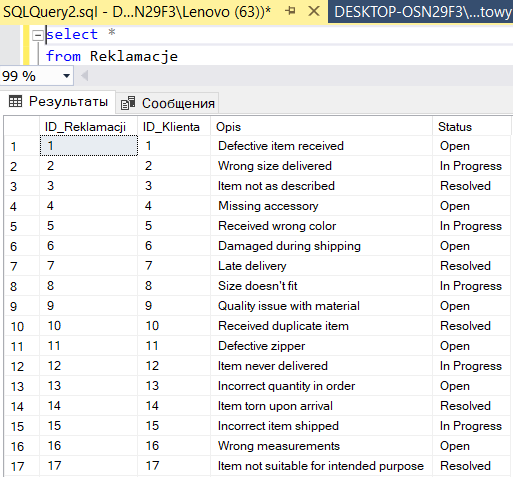 SQLQuery2.sql - D...N29F3\Lenovo (63))* DESKTOP-OSN29F3\...towy
select *
from Reklamacje
99 %
Результаты Сообщения
ID_Reklamacji ID_Klienta Opis Status
1 1 1 Defective item received Open
2 2 2 Wrong size delivered In Progress
3 3 3 Item not as described Resolved
4 4 4 Missing accessory Open
5 5 5 Received wrong color In Progress
6 6 6 Damaged during shipping Open
7 7 7 Late delivery Resolved
8 8 8 Size doesn't fit In Progress
9 9 9 Quality issue with material Open
10 10 10 Received duplicate item Resolved
11 11 11 Defective zipper Open
12 12 12 Item never delivered In Progress
13 13 13 Incorrect quantity in order Open
14 14 14 Item torn upon arrival Resolved
15 15 15 Incorrect item shipped In Progress
16 16 16 Wrong measurements Open
17 17 17 Item not suitable for intended purpose Resolved